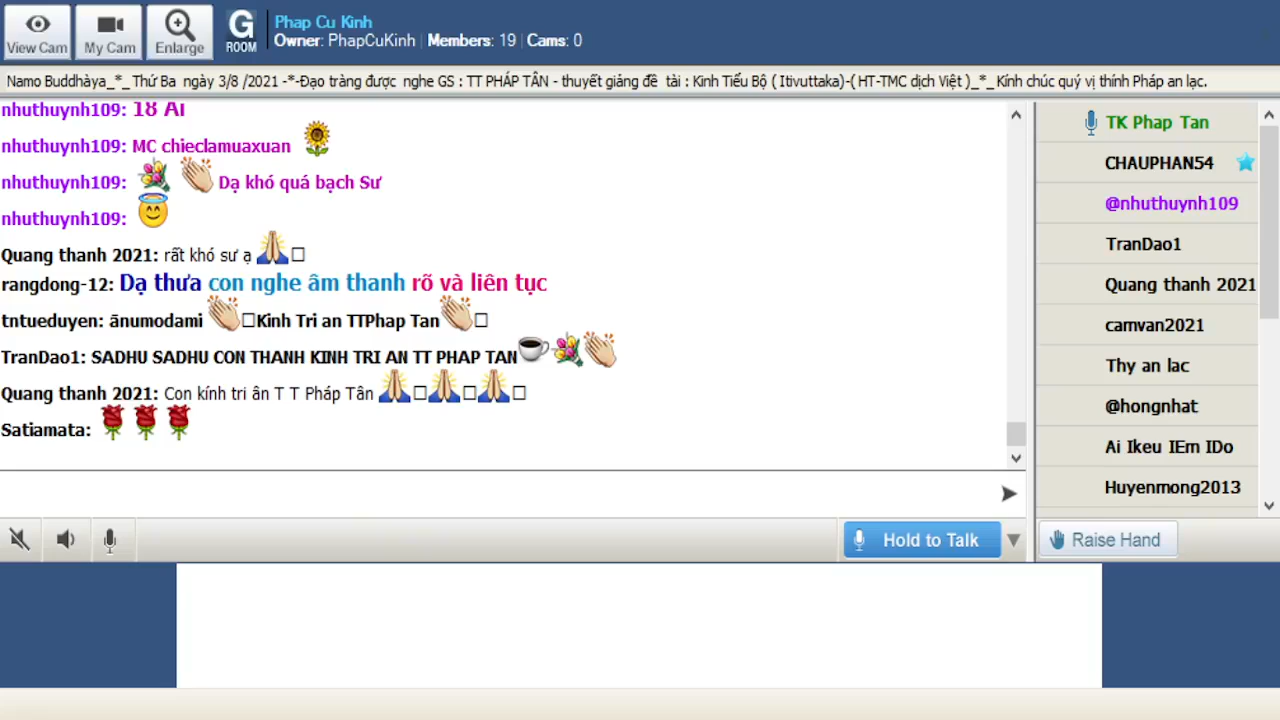 View Cam
My Cam
Enlarge
G
ROOM
Phap Cu Kinh
Owner: PhapCuKinh | Members: 19 | Cams: 0
Namo Buddhàya_*_Thứ Ba ngày 3/8 /2021 -*-Đạo tràng được nghe GS : TT PHÁP TÂN - thuyết giảng đề tài : Kinh Tiểu Bộ ( Itivuttaka)-( HT-TMC dịch Việt )_*_Kính chúc quý vị thính Pháp an lạc.
nhuthuynh109: 18 Ai
nhuthuynh109: MC chieclamuaxuan
nhuthuynh109: Dạ khó quá bạch Sư
nhuthuynh109:
Quang thanh 2021: rất khó sư ạ
rangdong-12: Dạ thưa con nghe âm thanh rõ và liên tục
tntueduyen: ānumodami Kính Tri an TTPhap Tan
TranDao1: SADHU SADHU CON THANH KINH TRI AN TT PHAP TAN
Quang thanh 2021: Con kính tri ân T T Pháp Tân
Satiamata:
TK Phap Tan
CHAUPHAN54
@nhuthuynh109
TranDao1
Quang thanh 2021
camvan2021
Thy an lac
@hongnhat
Ai Ikeu IEm IDo
Huyenmong2013
Hold to Talk
Raise Hand